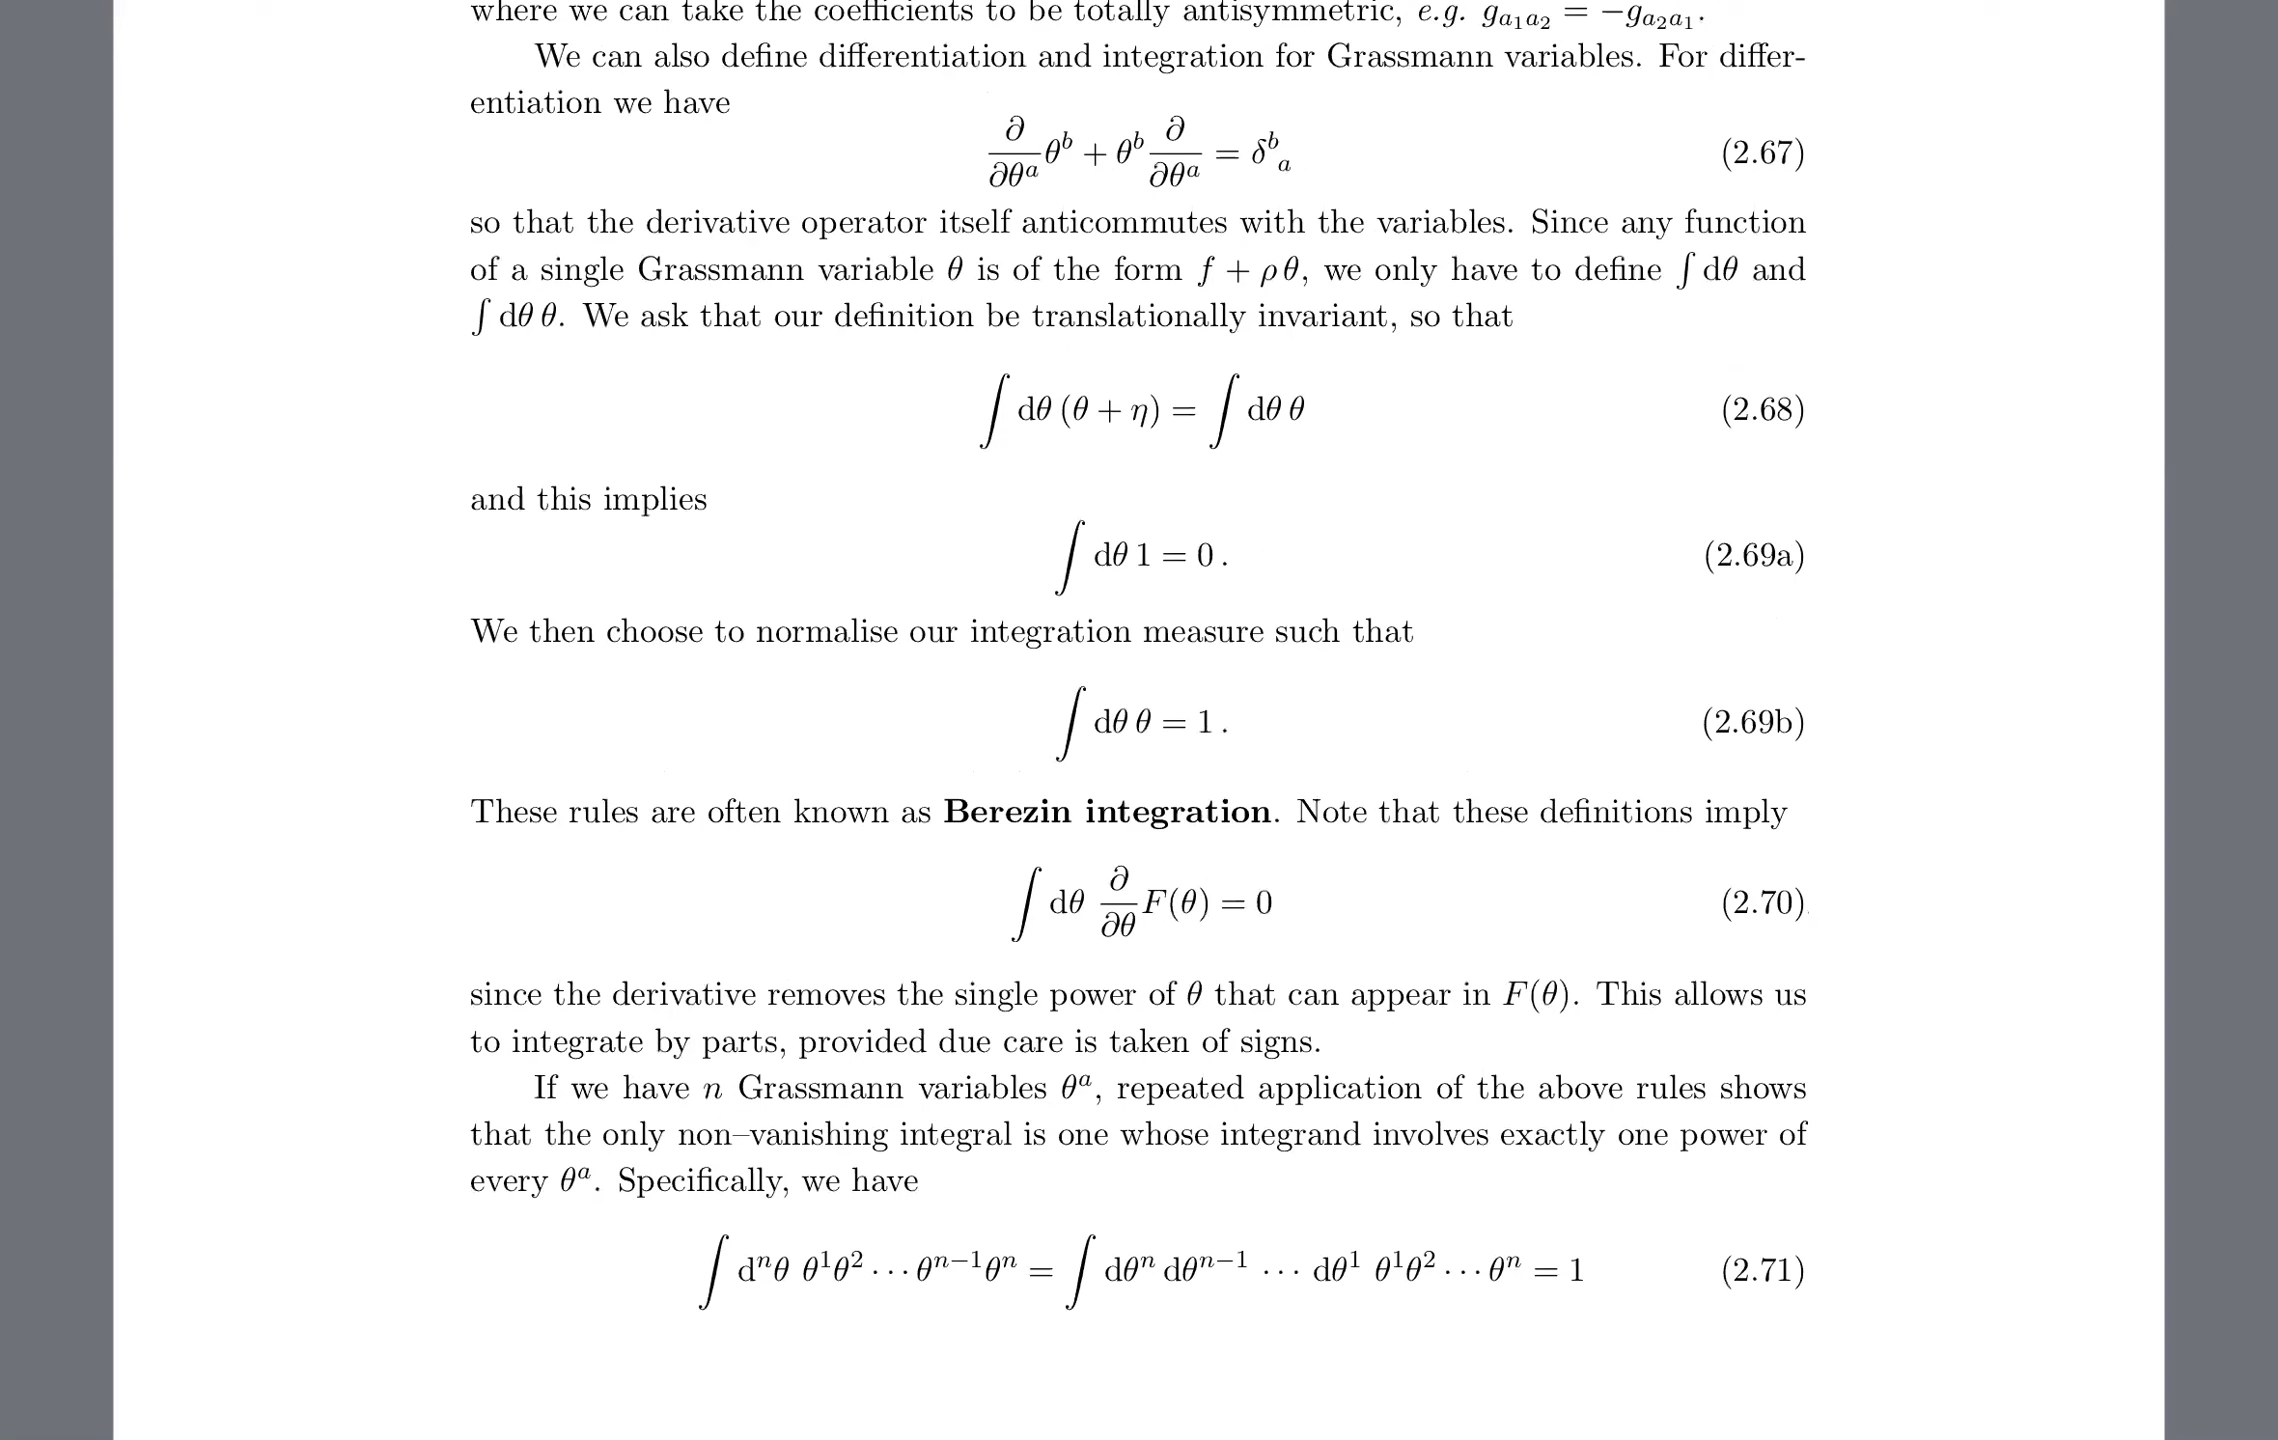 where we can take the coefficients to be totally antisymmetric, e.g. g_{a_1 a_2} = −g_{a_2 a_1}.
We can also define differentiation and integration for Grassmann variables. For differ-
entiation we have
∂/∂θ^a θ^b + θ^b ∂/∂θ^a = δ^b_a (2.67)
so that the derivative operator itself anticommutes with the variables. Since any function
of a single Grassmann variable θ is of the form f + ρθ, we only have to define ∫ dθ and
∫ dθ θ. We ask that our definition be translationally invariant, so that
∫ dθ (θ + η) = ∫ dθ θ (2.68)
and this implies
∫ dθ 1 = 0 . (2.69a)
We then choose to normalise our integration measure such that
∫ dθ θ = 1 . (2.69b)
These rules are often known as Berezin integration. Note that these definitions imply
∫ dθ ∂/∂θ F(θ) = 0 (2.70)
since the derivative removes the single power of θ that can appear in F(θ). This allows us
to integrate by parts, provided due care is taken of signs.
If we have n Grassmann variables θ^a, repeated application of the above rules shows
that the only non–vanishing integral is one whose integrand involves exactly one power of
every θ^a. Specifically, we have
∫ d^nθ θ^1θ^2 ··· θ^{n−1}θ^n = ∫ dθ^n dθ^{n−1} ··· dθ^1 θ^1θ^2 ··· θ^n = 1 (2.71)